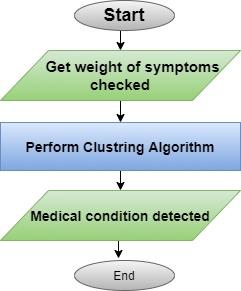 Start
Get weight of symptoms
checked
Perform Clustring Algorithm
Medical condition detected
End